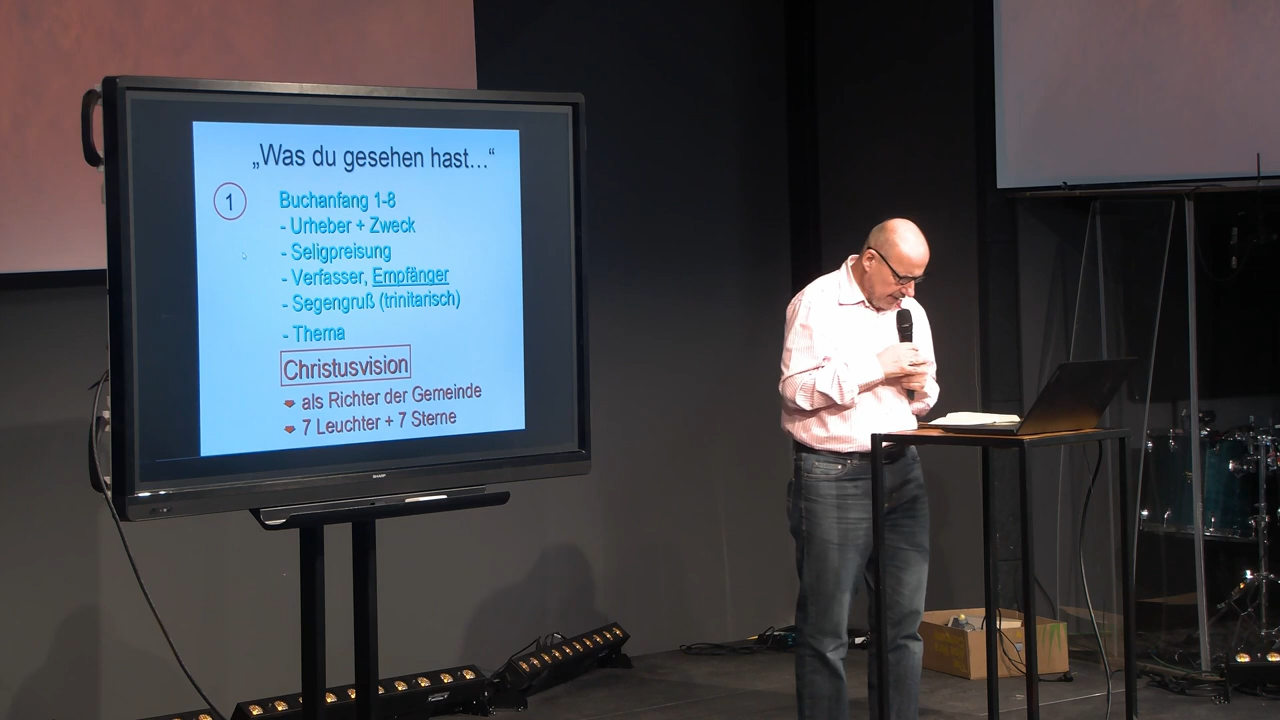 „Was du gesehen hast...“
1
Buchanfang 1-8
- Urheber + Zweck
- Seligpreisung
- Verfasser, Empfänger
- Segengruß (trinitarisch)
- Thema
Christusvision
als Richter der Gemeinde
7 Leuchter + 7 Sterne
SHARP